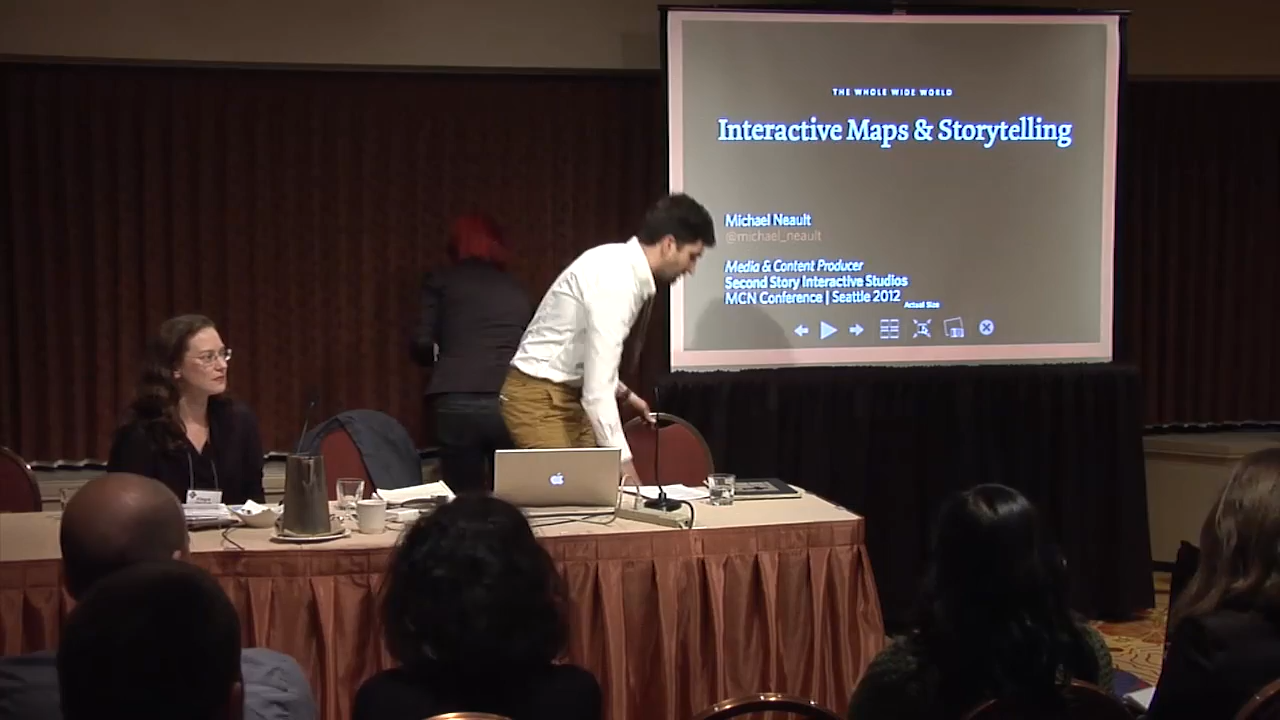 THE WHOLE WIDE WORLD
Interactive Maps & Storytelling
Michael Neault
@michael_neault
Media & Content Producer
Second Story Interactive Studios
MCN Conference | Seattle 2012
Actual Size